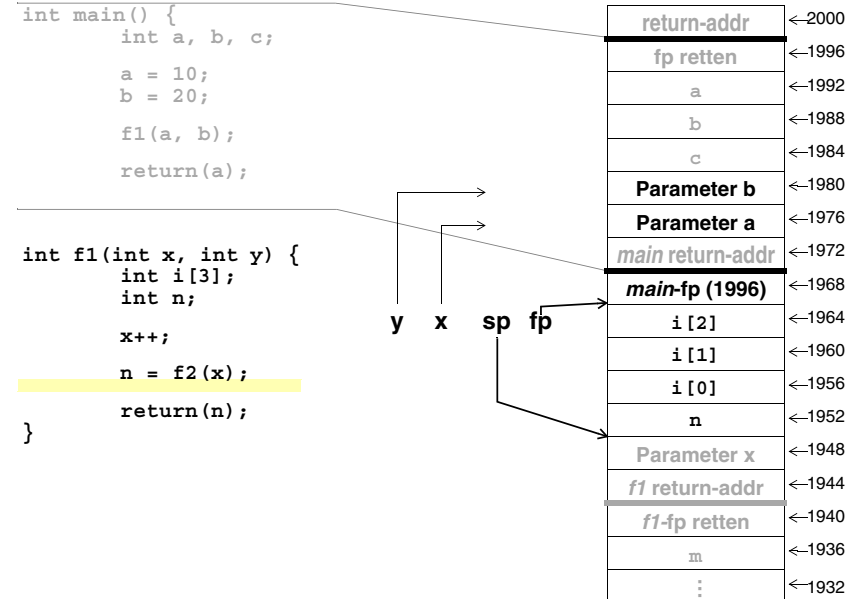 int main() {
int a, b, c;
a = 10;
b = 20;
f1(a, b);
return(a);
int f1(int x, int y) {
int i[3];
int n;
x++;
n = f2(x);
return(n);
}
y x sp fp
return-addr 2000
fp retten 1996
a 1992
b 1988
c 1984
Parameter b 1980
Parameter a 1976
main return-addr 1972
main-fp (1996) 1968
i[2] 1964
i[1] 1960
i[0] 1956
n 1952
Parameter x 1948
f1 return-addr 1944
f1-fp retten 1940
m 1936
⋮ 1932